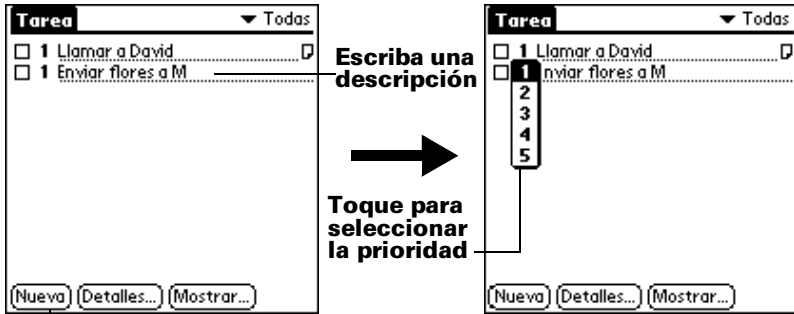 Tarea
Todas
1 Llamar a David
1 Enviar flores a M
Nueva Detalles... Mostrar...
Escriba una
descripción
Toque para
seleccionar
la prioridad
Tarea
Todas
1 Llamar a David
1 nviar flores a M
2
3
4
5
Nueva Detalles... Mostrar...